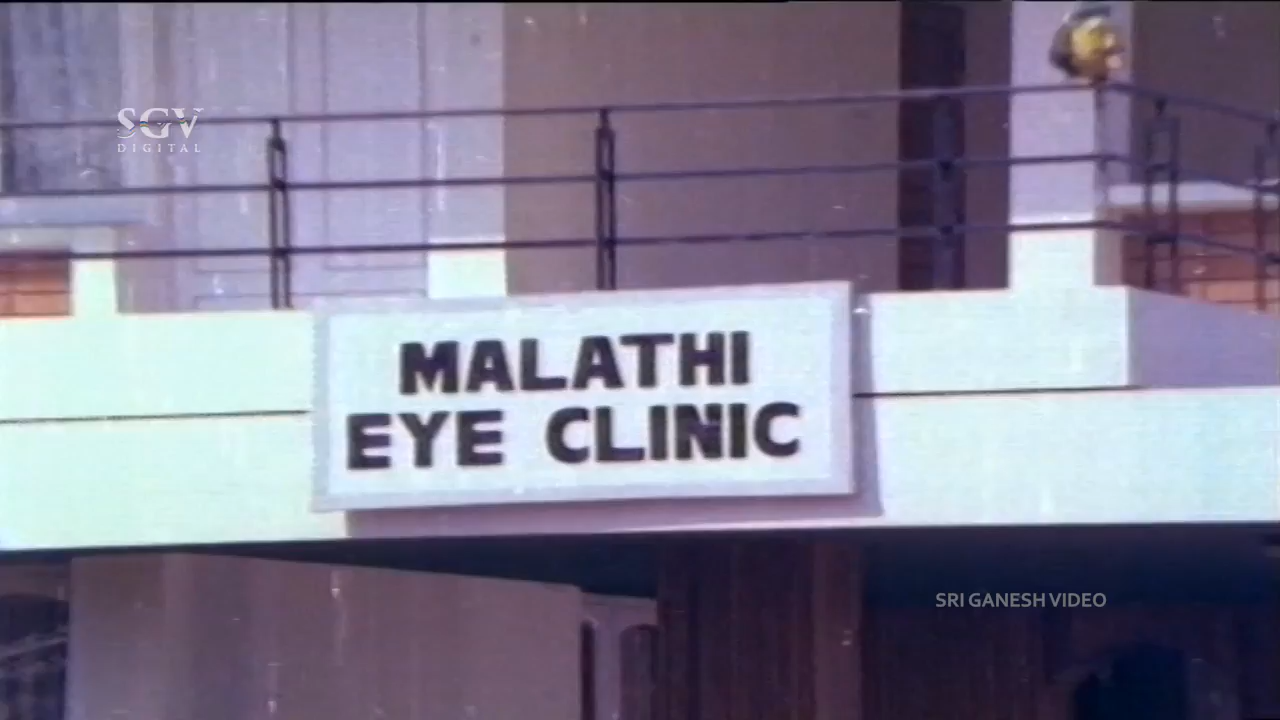 SGV
DIGITAL
MALATHI
EYE CLINIC
SRI GANESH VIDEO